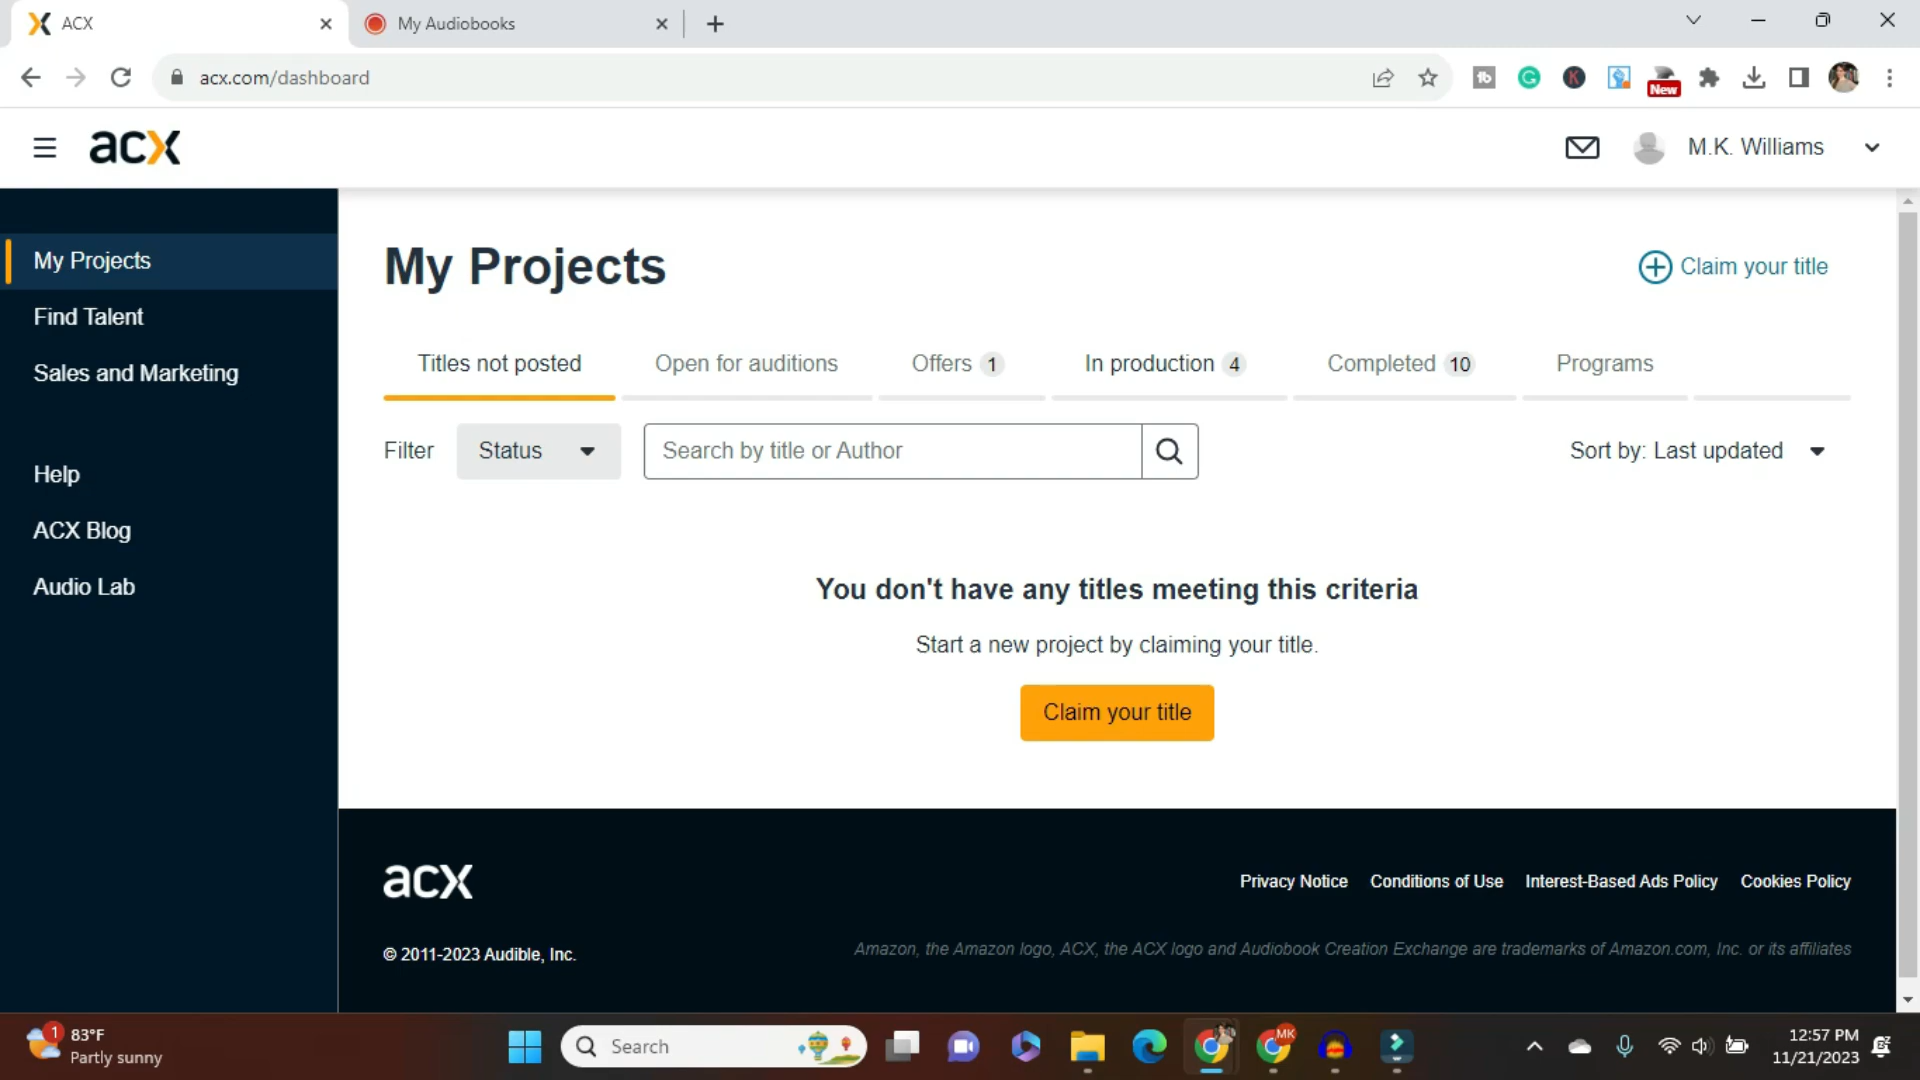 ACX
My Audiobooks
acx.com/dashboard
New
acx
M.K. Williams
My Projects
Find Talent
Sales and Marketing
Help
ACX Blog
Audio Lab
My Projects
Claim your title
Titles not posted
Open for auditions
Offers 1
In production 4
Completed 10
Programs
Filter
Status
Search by title or Author
Sort by: Last updated
You don't have any titles meeting this criteria
Start a new project by claiming your title.
Claim your title
acx
Privacy Notice
Conditions of Use
Interest-Based Ads Policy
Cookies Policy
© 2011-2023 Audible, Inc.
Amazon, the Amazon logo, ACX, the ACX logo and Audiobook Creation Exchange are trademarks of Amazon.com, Inc. or its affiliates
1
83°F
Partly sunny
Search
MK
12:57 PM
11/21/2023